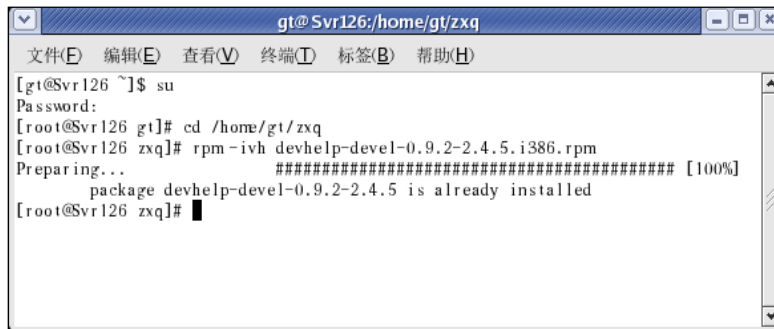 gt@Svr126:/home/gt/zxq
文件(F) 编辑(E) 查看(V) 终端(T) 标签(B) 帮助(H)
[gt@Svr126 ~]$ su
Password:
[root@Svr126 gt]# cd /home/gt/zxq
[root@Svr126 zxq]# rpm -ivh devhelp-devel-0.9.2-2.4.5.i386.rpm
Preparing... ########################################### [100%]
package devhelp-devel-0.9.2-2.4.5 is already installed
[root@Svr126 zxq]#